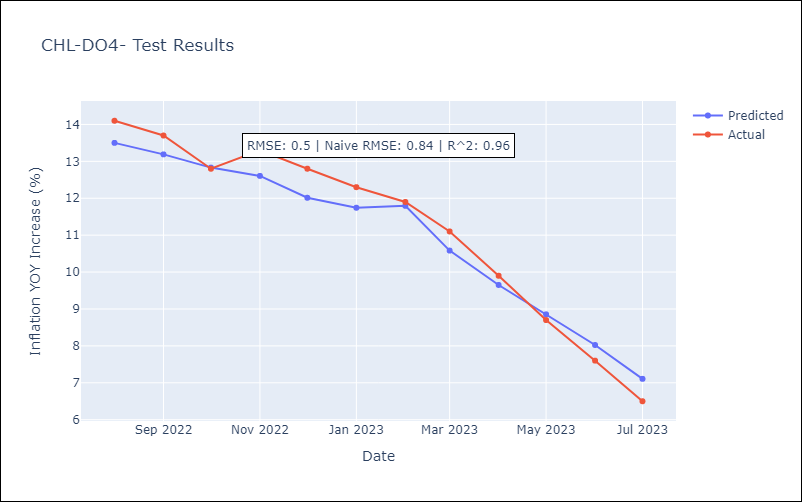 CHL-DO4- Test Results
Predicted
Actual
RMSE: 0.5 | Naive RMSE: 0.84 | R^2: 0.96
Inflation YOY Increase (%)
14
13
12
11
10
9
8
7
6
Sep 2022 Nov 2022 Jan 2023 Mar 2023 May 2023 Jul 2023
Date